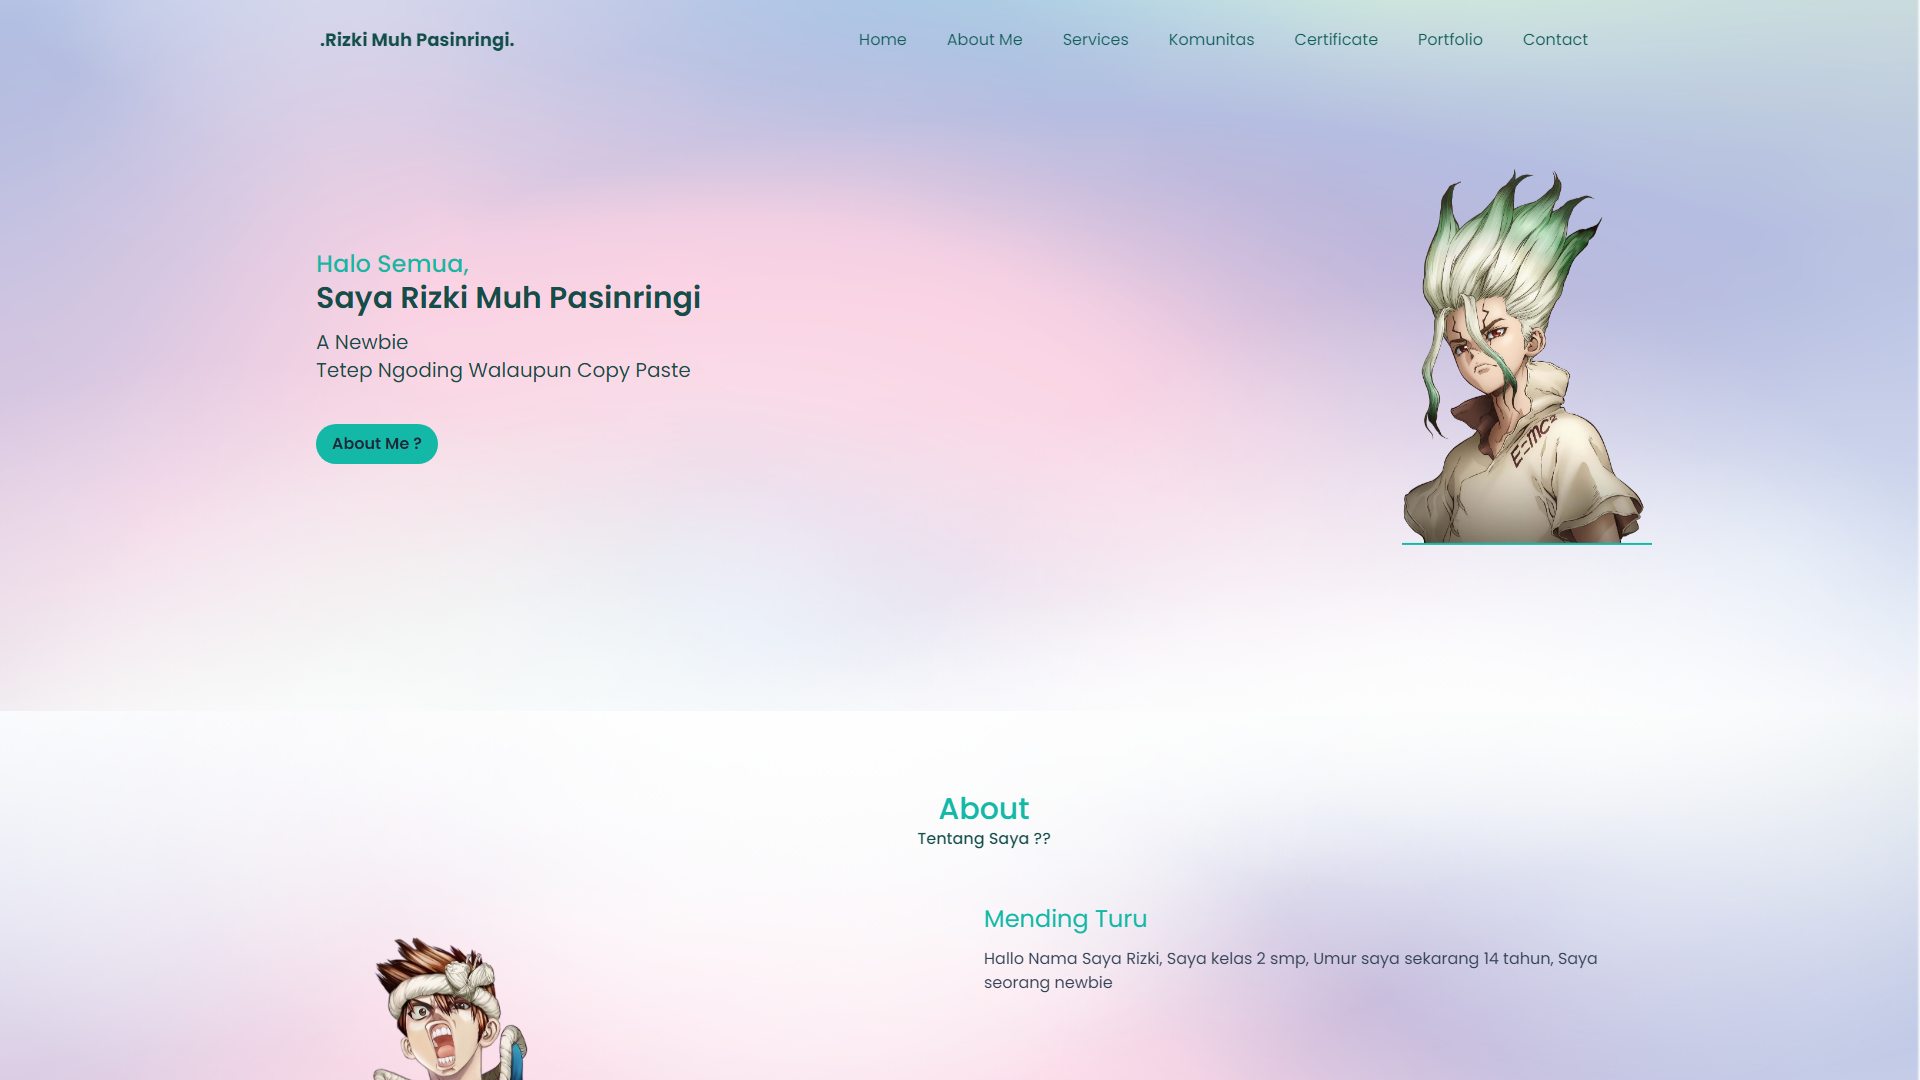 .Rizki Muh Pasinringi.
Home
About Me
Services
Komunitas
Certificate
Portfolio
Contact
Halo Semua,
Saya Rizki Muh Pasinringi
A Newbie
Tetep Ngoding Walaupun Copy Paste
About Me ?
E=mc²
About
Tentang Saya ??
Mending Turu
Hallo Nama Saya Rizki, Saya kelas 2 smp, Umur saya sekarang 14 tahun, Saya
seorang newbie